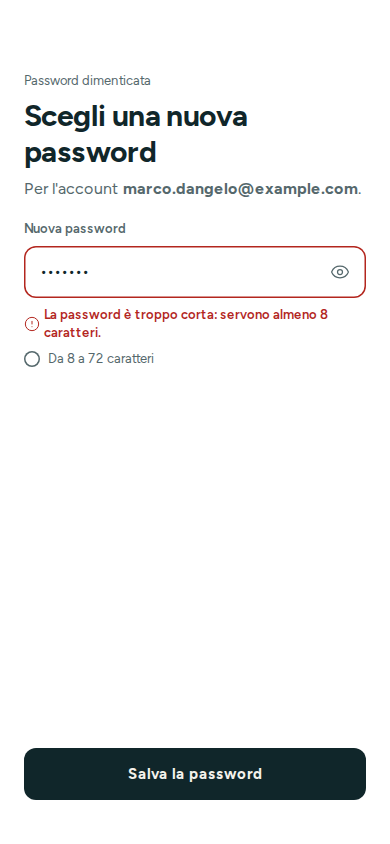 Password dimenticata
Scegli una nuova
password
Per l'account marco.dangelo@example.com.
Nuova password
•••••••
La password è troppo corta: servono almeno 8
caratteri.
Da 8 a 72 caratteri
Salva la password